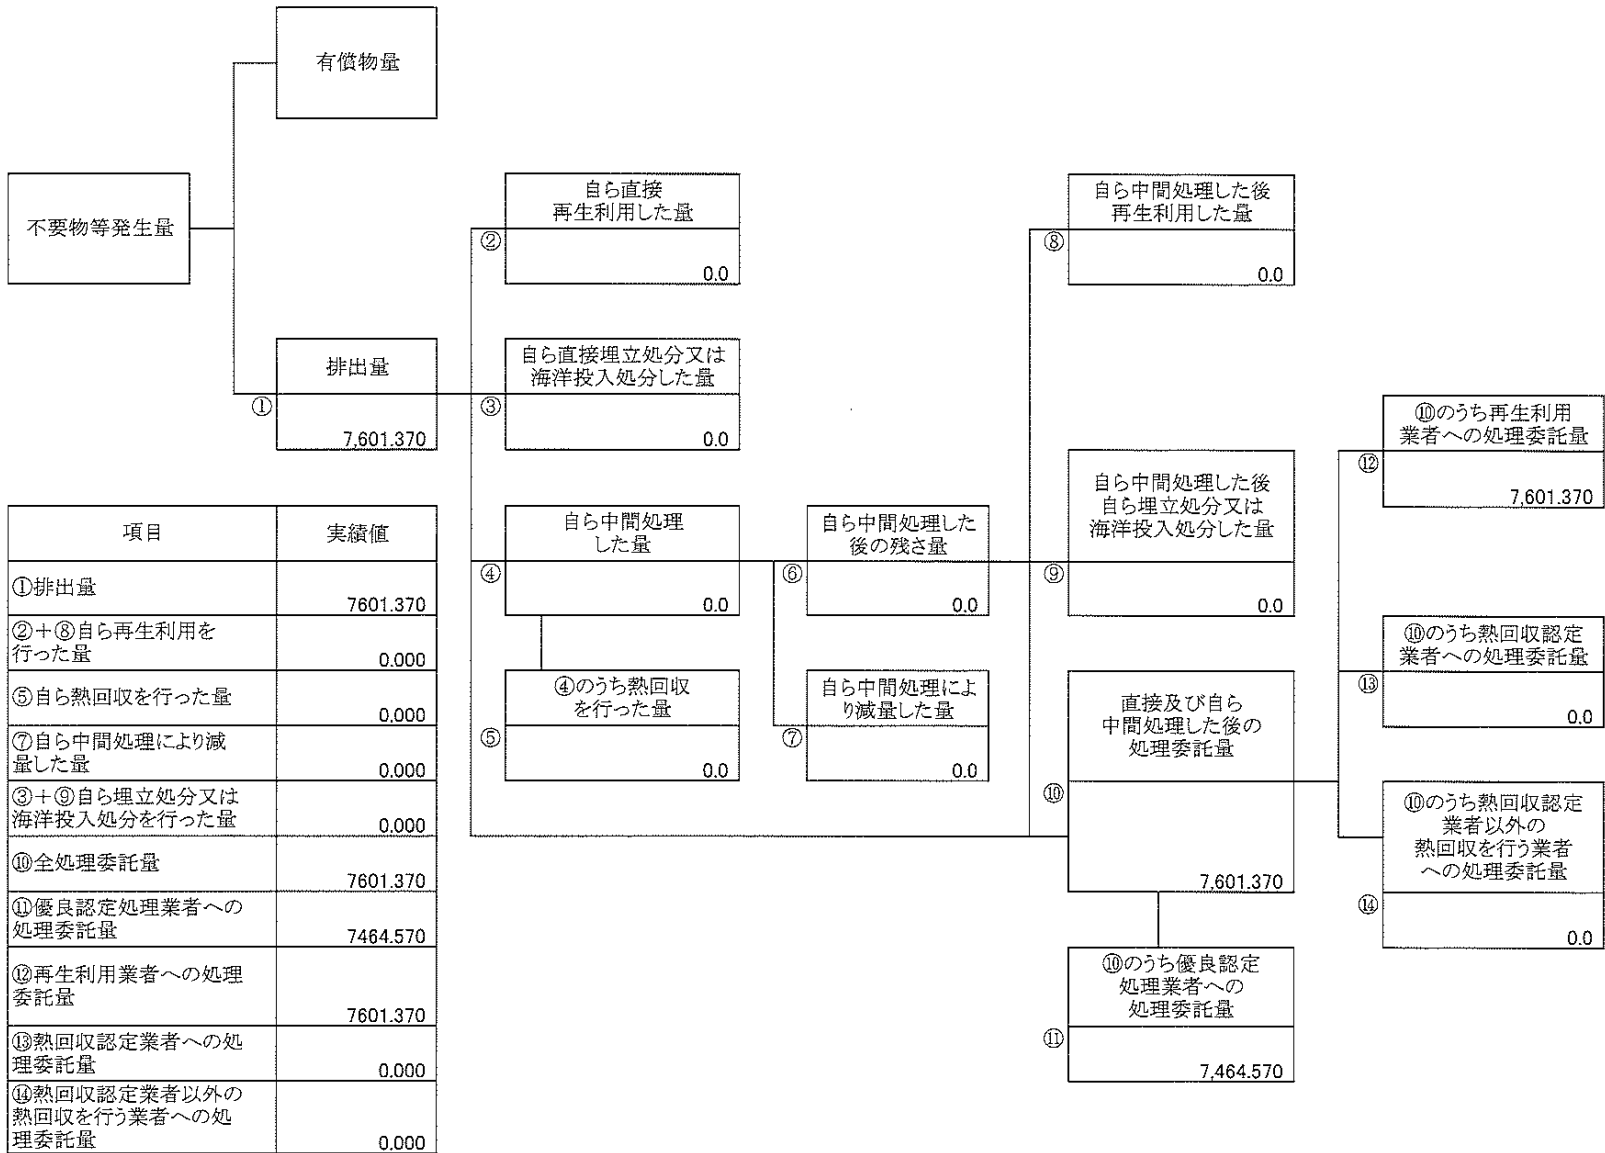 有償物量
不要物等発生量
排出量
①
7,601.370
自ら直接
再生利用した量
②
0.0
自ら直接埋立処分又は
海洋投入処分した量
③
0.0
自ら中間処理
した量
④
0.0
④のうち熱回収
を行った量
⑤
0.0
自ら中間処理した
後の残さ量
⑥
0.0
自ら中間処理によ
り減量した量
⑦
0.0
自ら中間処理した後
再生利用した量
⑧
0.0
自ら中間処理した後
自ら埋立処分又は
海洋投入処分した量
⑨
0.0
直接及び自ら
中間処理した後の
処理委託量
⑩
7,601.370
⑩のうち優良認定
処理業者への
処理委託量
⑪
7,464.570
⑩のうち再生利用
業者への処理委託量
⑫
7,601.370
⑩のうち熱回収認定
業者への処理委託量
⑬
0.0
⑩のうち熱回収認定
業者以外の
熱回収を行う業者
への処理委託量
⑭
0.0
項目 実績値
①排出量
7601.370
②+⑧自ら再生利用を
行った量
0.000
⑤自ら熱回収を行った量
0.000
⑦自ら中間処理により減
量した量
0.000
③+⑨自ら埋立処分又は
海洋投入処分を行った量
0.000
⑩全処理委託量
7601.370
⑪優良認定処理業者への
処理委託量
7464.570
⑫再生利用業者への処理
委託量
7601.370
⑬熱回収認定業者への処
理委託量
0.000
⑭熱回収認定業者以外の
熱回収を行う業者への処
理委託量
0.000